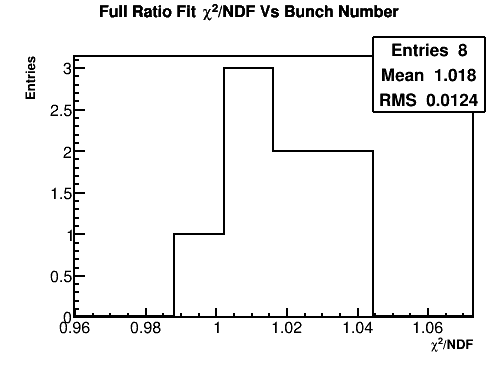 Full Ratio Fit χ²/NDF Vs Bunch Number
Entries 8
Mean 1.018
RMS 0.0124
Entries
3
2.5
2
1.5
1
0.5
0
0.96 0.98 1 1.02 1.04 1.06
χ²/NDF